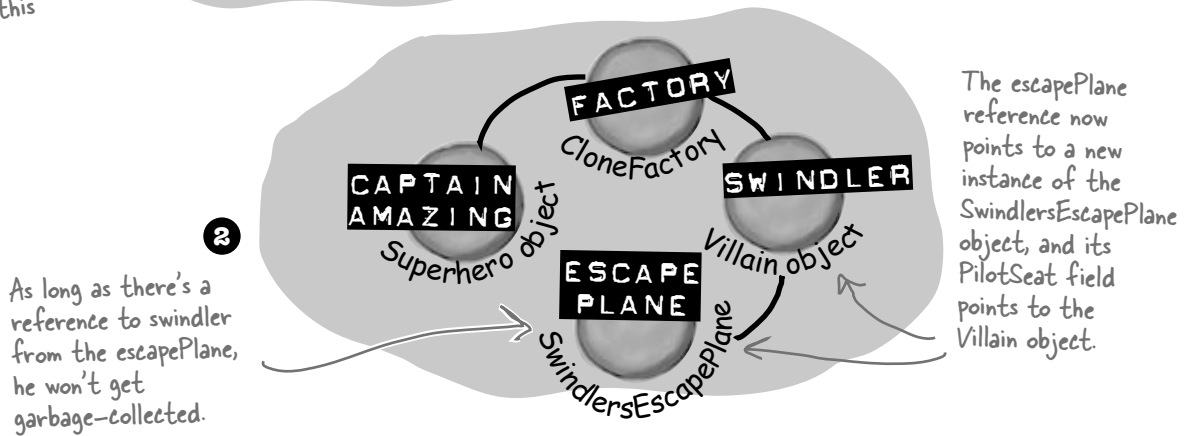 this
FACTORY
CloneFactory
CAPTAIN
AMAZING
Superhero object
SWINDLER
Villain object
ESCAPE
PLANE
SwindlersEscapePlane
2
As long as there's a
reference to swindler
from the escapePlane,
he won't get
garbage-collected.
The escapePlane
reference now
points to a new
instance of the
SwindlersEscapePlane
object, and its
PilotSeat field
points to the
Villain object.